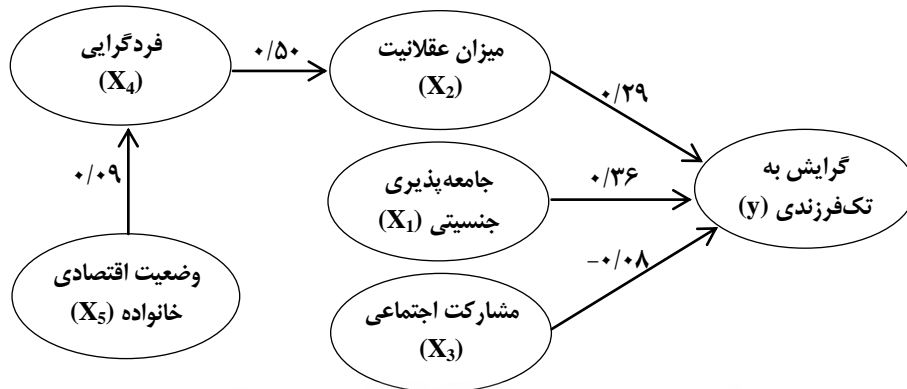 فردگرایی
(X4)
۰/۵۰
میزان عقلانیت
(X2)
۰/۲۹
۰/۰۹
جامعه‌پذیری
جنسیتی (X1)
۰/۳۶
گرایش به
تک‌فرزندی (y)
وضعیت اقتصادی
خانواده (X5)
−۰/۰۸
مشارکت اجتماعی
(X3)